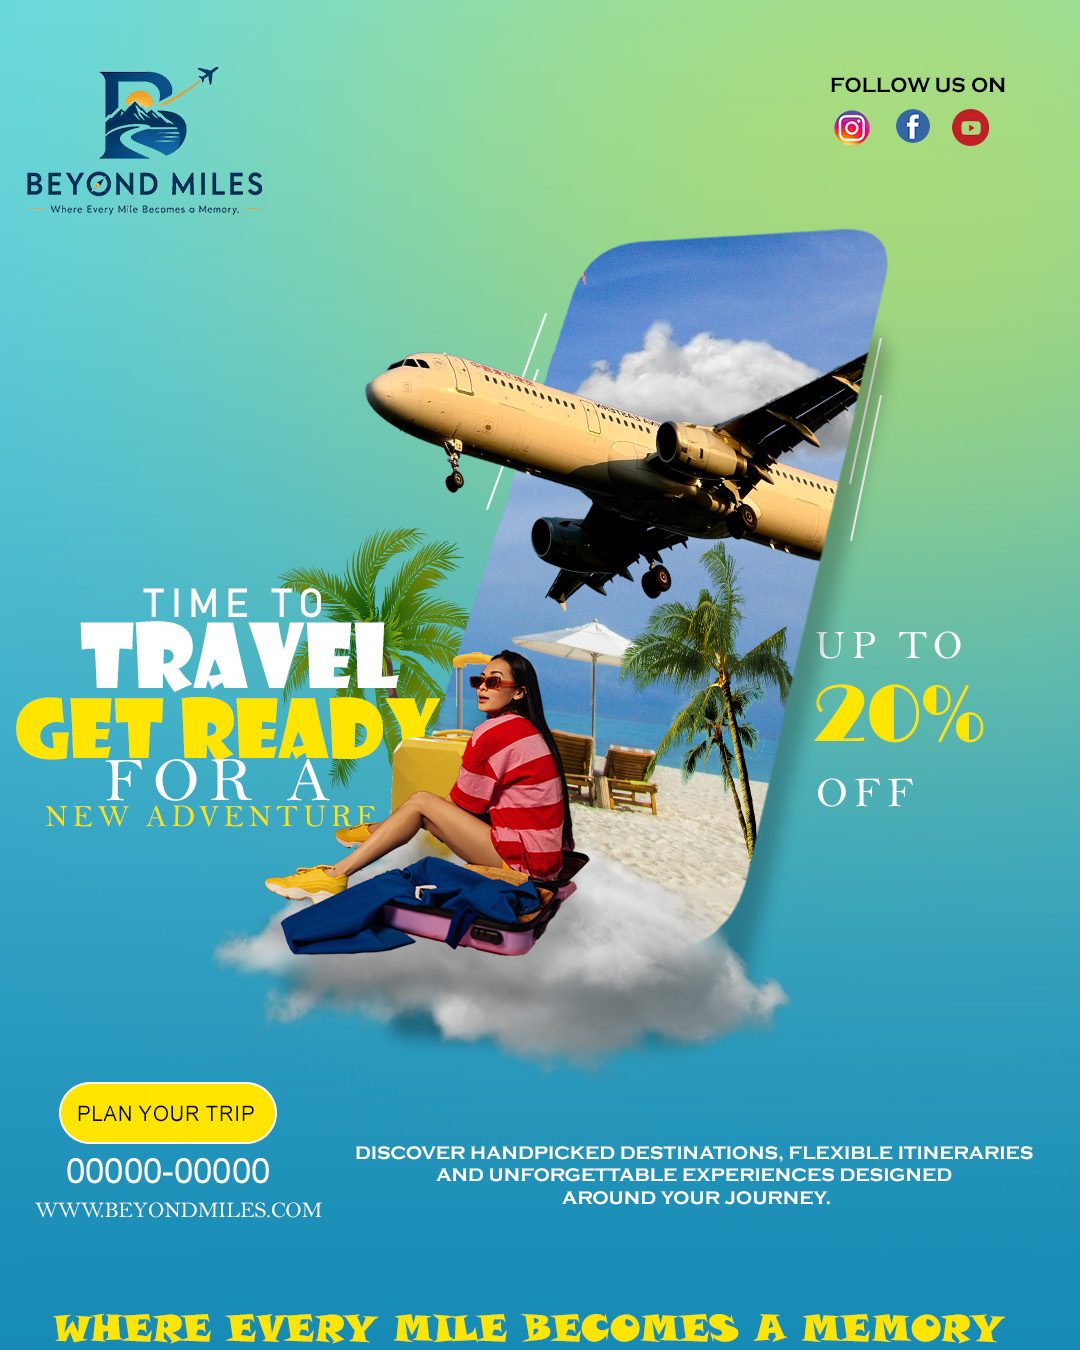 BEYOND MILES
Where Every Mile Becomes a Memory.
FOLLOW US ON
TIME TO
TRAVEL
GET READY
FOR A
NEW ADVENTURE
UP TO
20%
OFF
PLAN YOUR TRIP
00000-00000
WWW.BEYONDMILES.COM
DISCOVER HANDPICKED DESTINATIONS, FLEXIBLE ITINERARIES
AND UNFORGETTABLE EXPERIENCES DESIGNED
AROUND YOUR JOURNEY.
WHERE EVERY MILE BECOMES A MEMORY